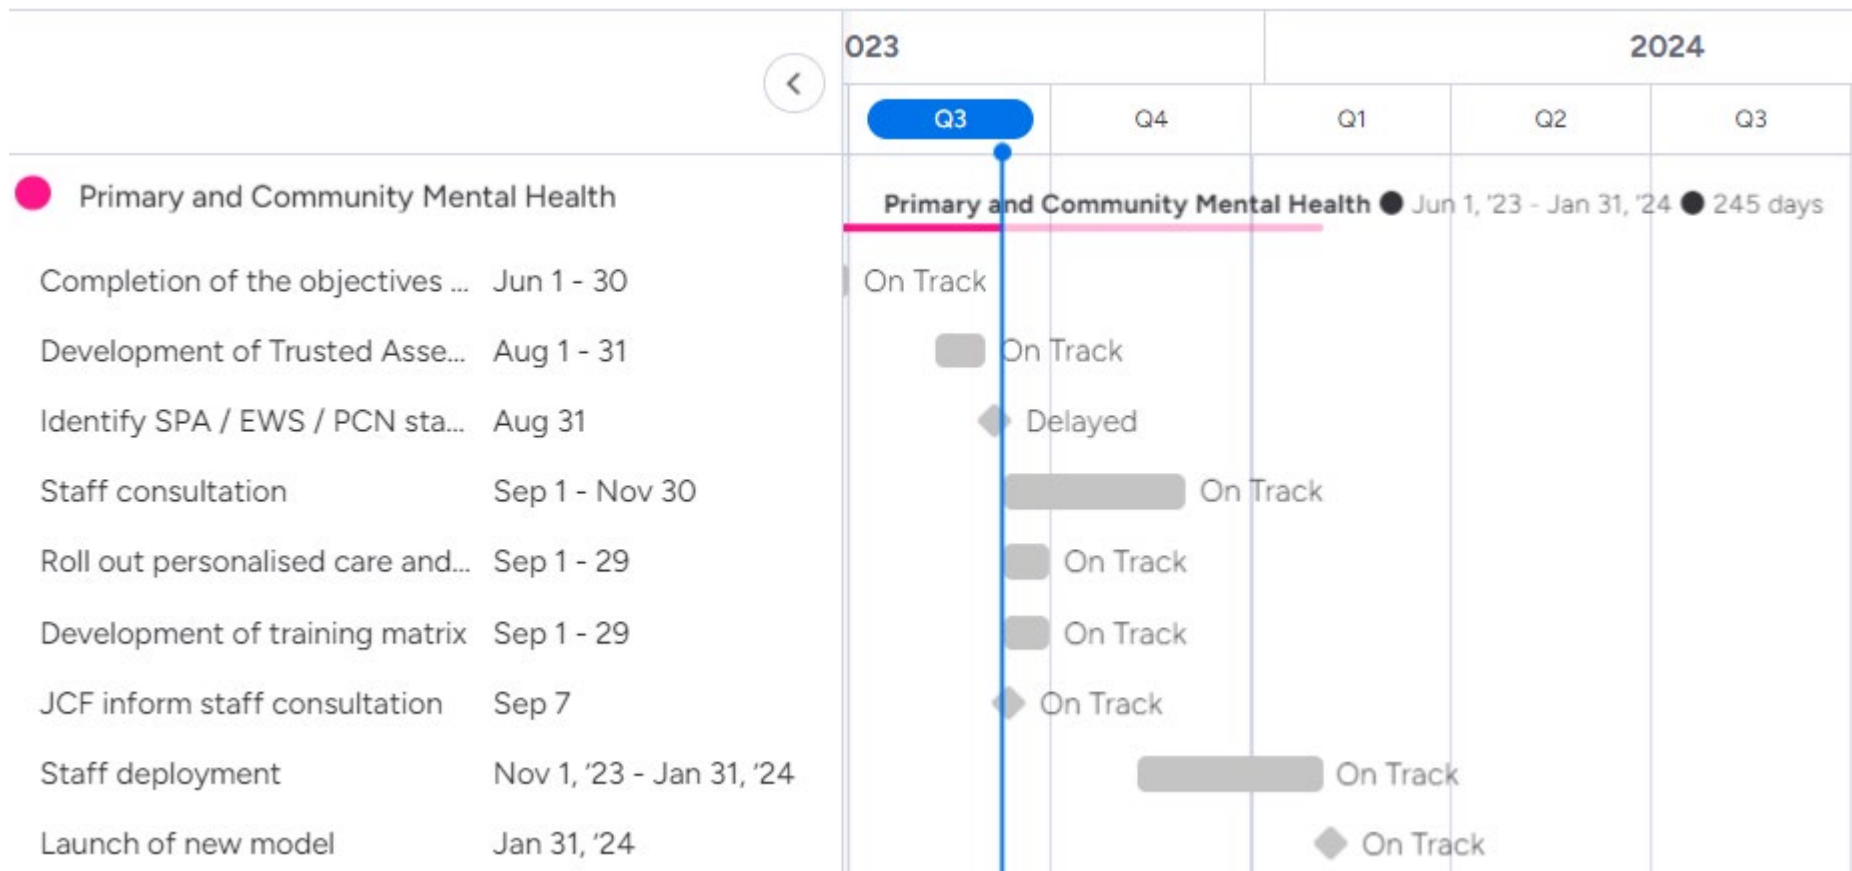 023 2024
Q3 Q4 Q1 Q2 Q3
Primary and Community Mental Health Primary and Community Mental Health ● Jun 1, '23 - Jan 31, '24 ● 245 days
Completion of the objectives ... Jun 1 - 30 On Track
Development of Trusted Asse... Aug 1 - 31 On Track
Identify SPA / EWS / PCN sta... Aug 31 Delayed
Staff consultation Sep 1 - Nov 30 On Track
Roll out personalised care and... Sep 1 - 29 On Track
Development of training matrix Sep 1 - 29 On Track
JCF inform staff consultation Sep 7 On Track
Staff deployment Nov 1, '23 - Jan 31, '24 On Track
Launch of new model Jan 31, '24 On Track